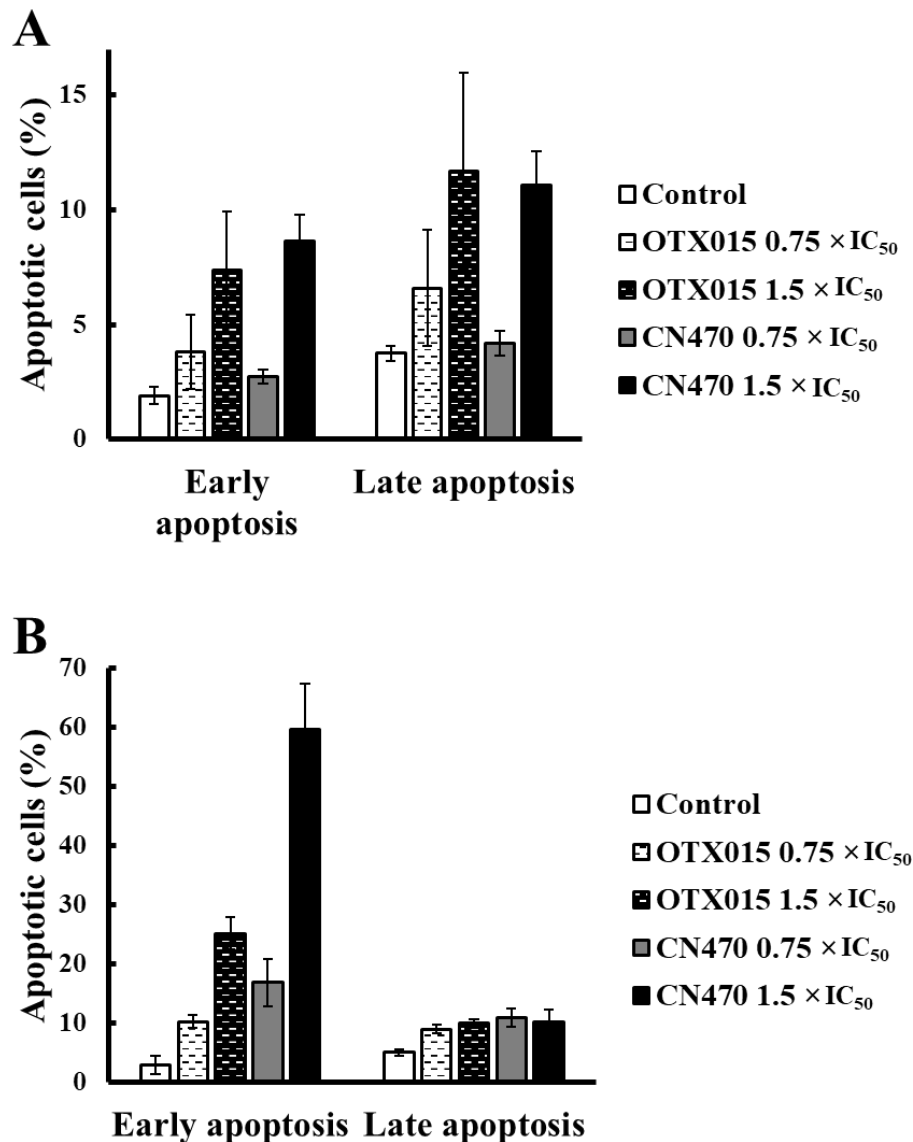 A
Apoptotic cells (%)
15
10
5
0
Early
apoptosis
Late apoptosis
Control
OTX015 0.75 ×IC₅₀
OTX015 1.5 ×IC₅₀
CN470 0.75 ×IC₅₀
CN470 1.5 ×IC₅₀
B
Apoptotic cells (%)
70
60
50
40
30
20
10
0
Early apoptosis
Late apoptosis
Control
OTX015 0.75 ×IC₅₀
OTX015 1.5 ×IC₅₀
CN470 0.75 ×IC₅₀
CN470 1.5 ×IC₅₀